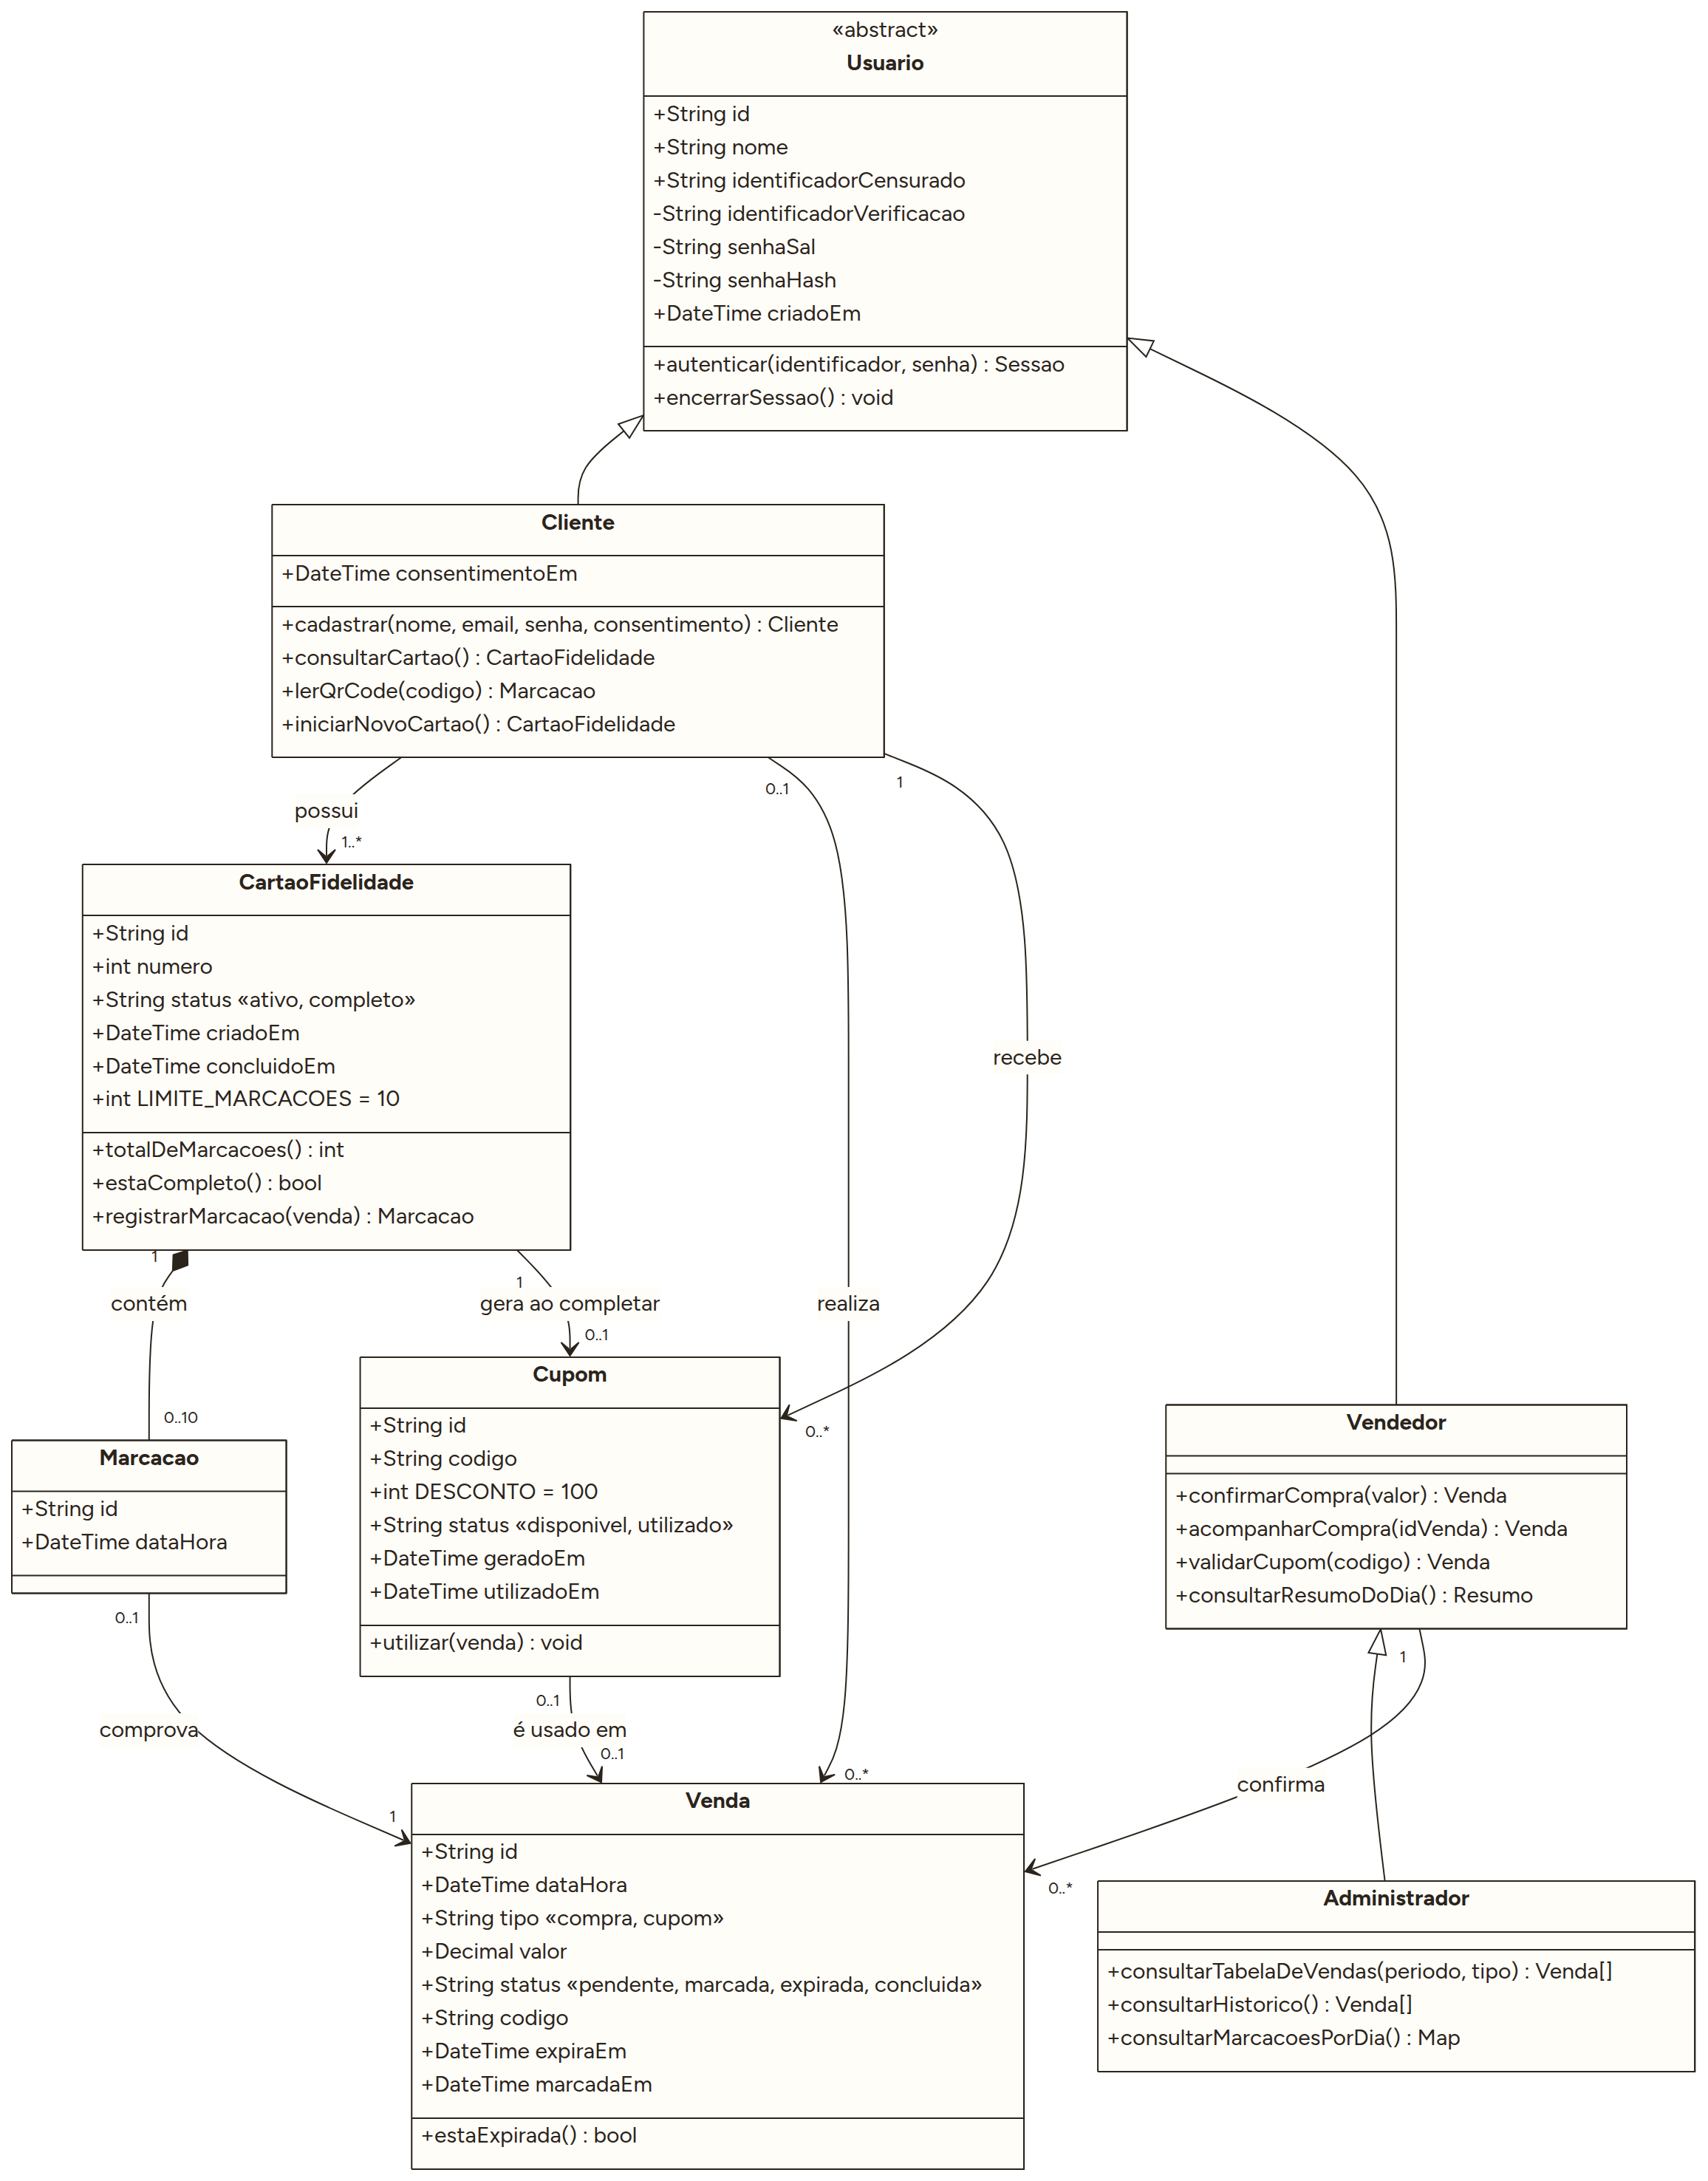 «abstract»
Usuario
+String id
+String nome
+String identificadorCensurado
-String identificadorVerificacao
-String senhaSal
-String senhaHash
+DateTime criadoEm
+autenticar(identificador, senha) : Sessao
+encerrarSessao() : void
Cliente
+DateTime consentimentoEm
+cadastrar(nome, email, senha, consentimento) : Cliente
+consultarCartao() : CartaoFidelidade
+lerQrCode(codigo) : Marcacao
+iniciarNovoCartao() : CartaoFidelidade
0..1
1
possui
1..*
CartaoFidelidade
+String id
+int numero
+String status «ativo, completo»
+DateTime criadoEm
+DateTime concluidoEm
+int LIMITE_MARCACOES = 10
+totalDeMarcacoes() : int
+estaCompleto() : bool
+registrarMarcacao(venda) : Marcacao
recebe
1
contém
0..10
1
gera ao completar
0..1
realiza
Cupom
+String id
+String codigo
+int DESCONTO = 100
+String status «disponivel, utilizado»
+DateTime geradoEm
+DateTime utilizadoEm
+utilizar(venda) : void
0..*
Marcacao
+String id
+DateTime dataHora
0..1
comprova
1
0..1
é usado em
0..1
0..*
Vendedor
+confirmarCompra(valor) : Venda
+acompanharCompra(idVenda) : Venda
+validarCupom(codigo) : Venda
+consultarResumoDoDia() : Resumo
1
confirma
0..*
Venda
+String id
+DateTime dataHora
+String tipo «compra, cupom»
+Decimal valor
+String status «pendente, marcada, expirada, concluida»
+String codigo
+DateTime expiraEm
+DateTime marcadaEm
+estaExpirada() : bool
Administrador
+consultarTabelaDeVendas(periodo, tipo) : Venda[]
+consultarHistorico() : Venda[]
+consultarMarcacoesPorDia() : Map